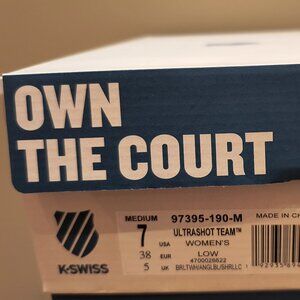 OWN
THE COURT
MEDIUM 97395-190-M MADE IN
7 USA ULTRASHOT TEAM™
WOMEN'S
38 EUR LOW
4700026622
5 UK
K•SWISS